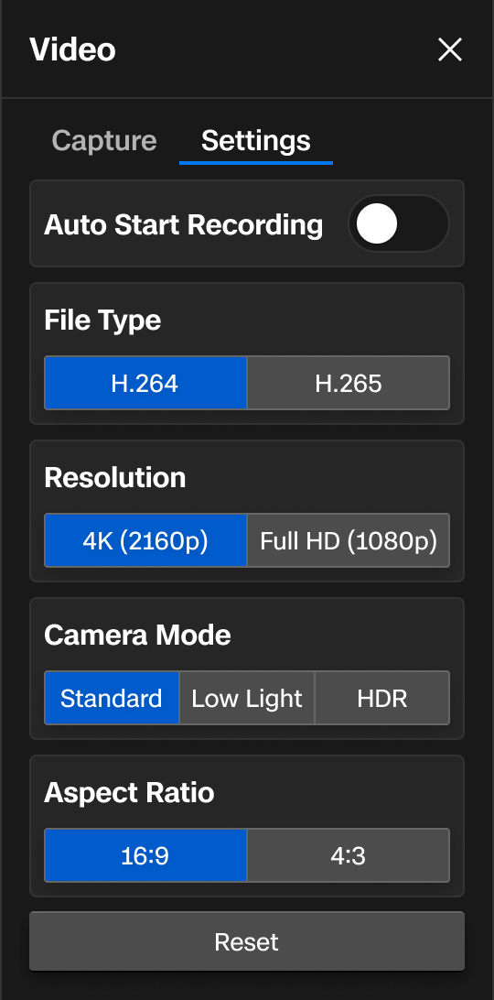 Video
Capture Settings
Auto Start Recording
File Type
H.264 H.265
Resolution
4K (2160p) Full HD (1080p)
Camera Mode
Standard Low Light HDR
Aspect Ratio
16:9 4:3
Reset